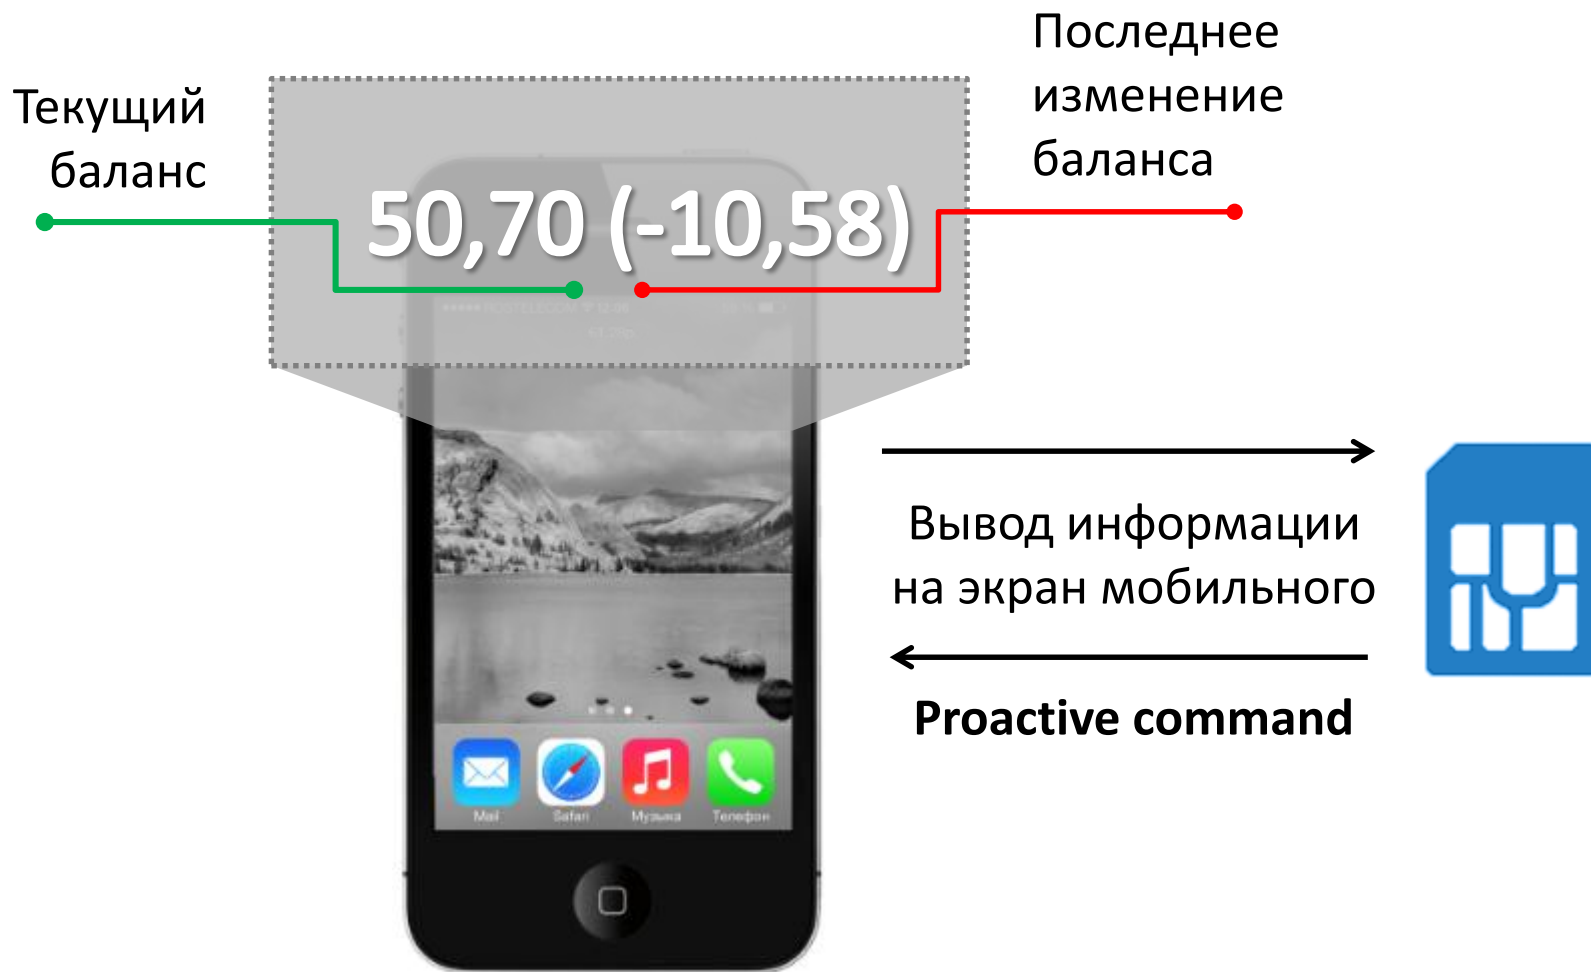 Последнее
изменение
баланса
Текущий
баланс
50,70 (-10,58)
Вывод информации
на экран мобильного
Proactive command
Mail
Safari
Музыка
Телефон